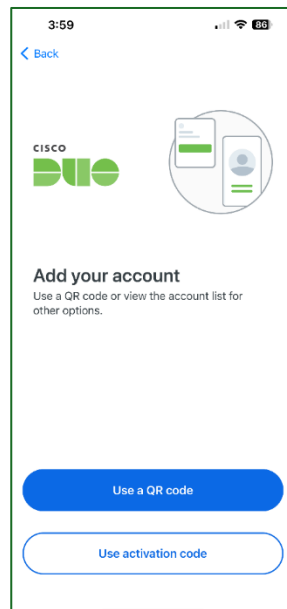 3:59
86
Back
CISCO
DUO
Add your account
Use a QR code or view the account list for
other options.
Use a QR code
Use activation code